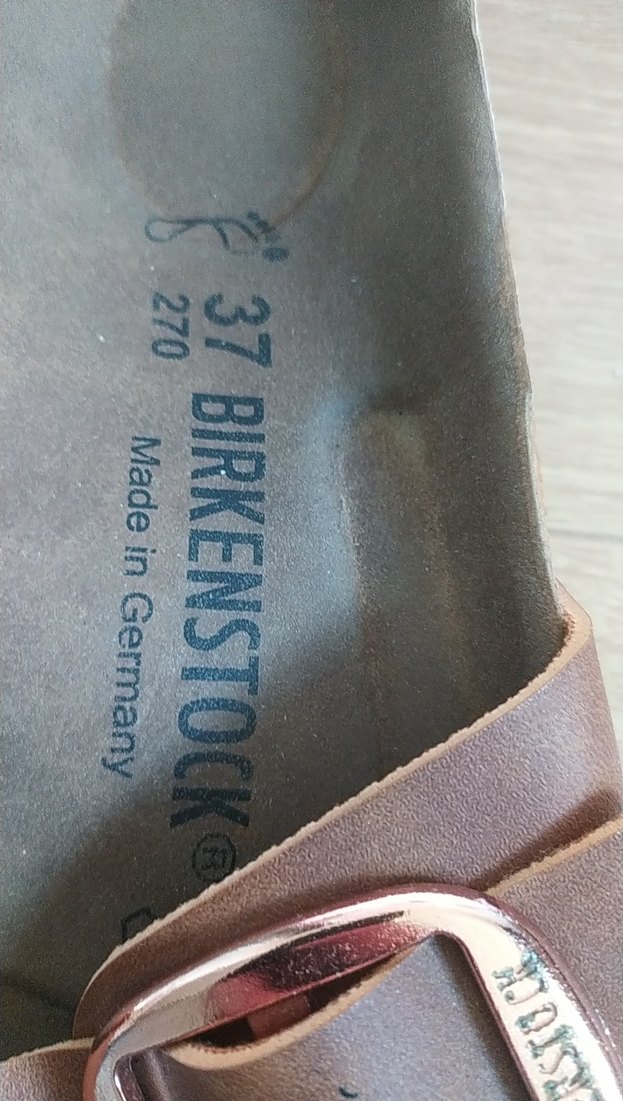 37 BIRKENSTOCK®
270
Made in Germany